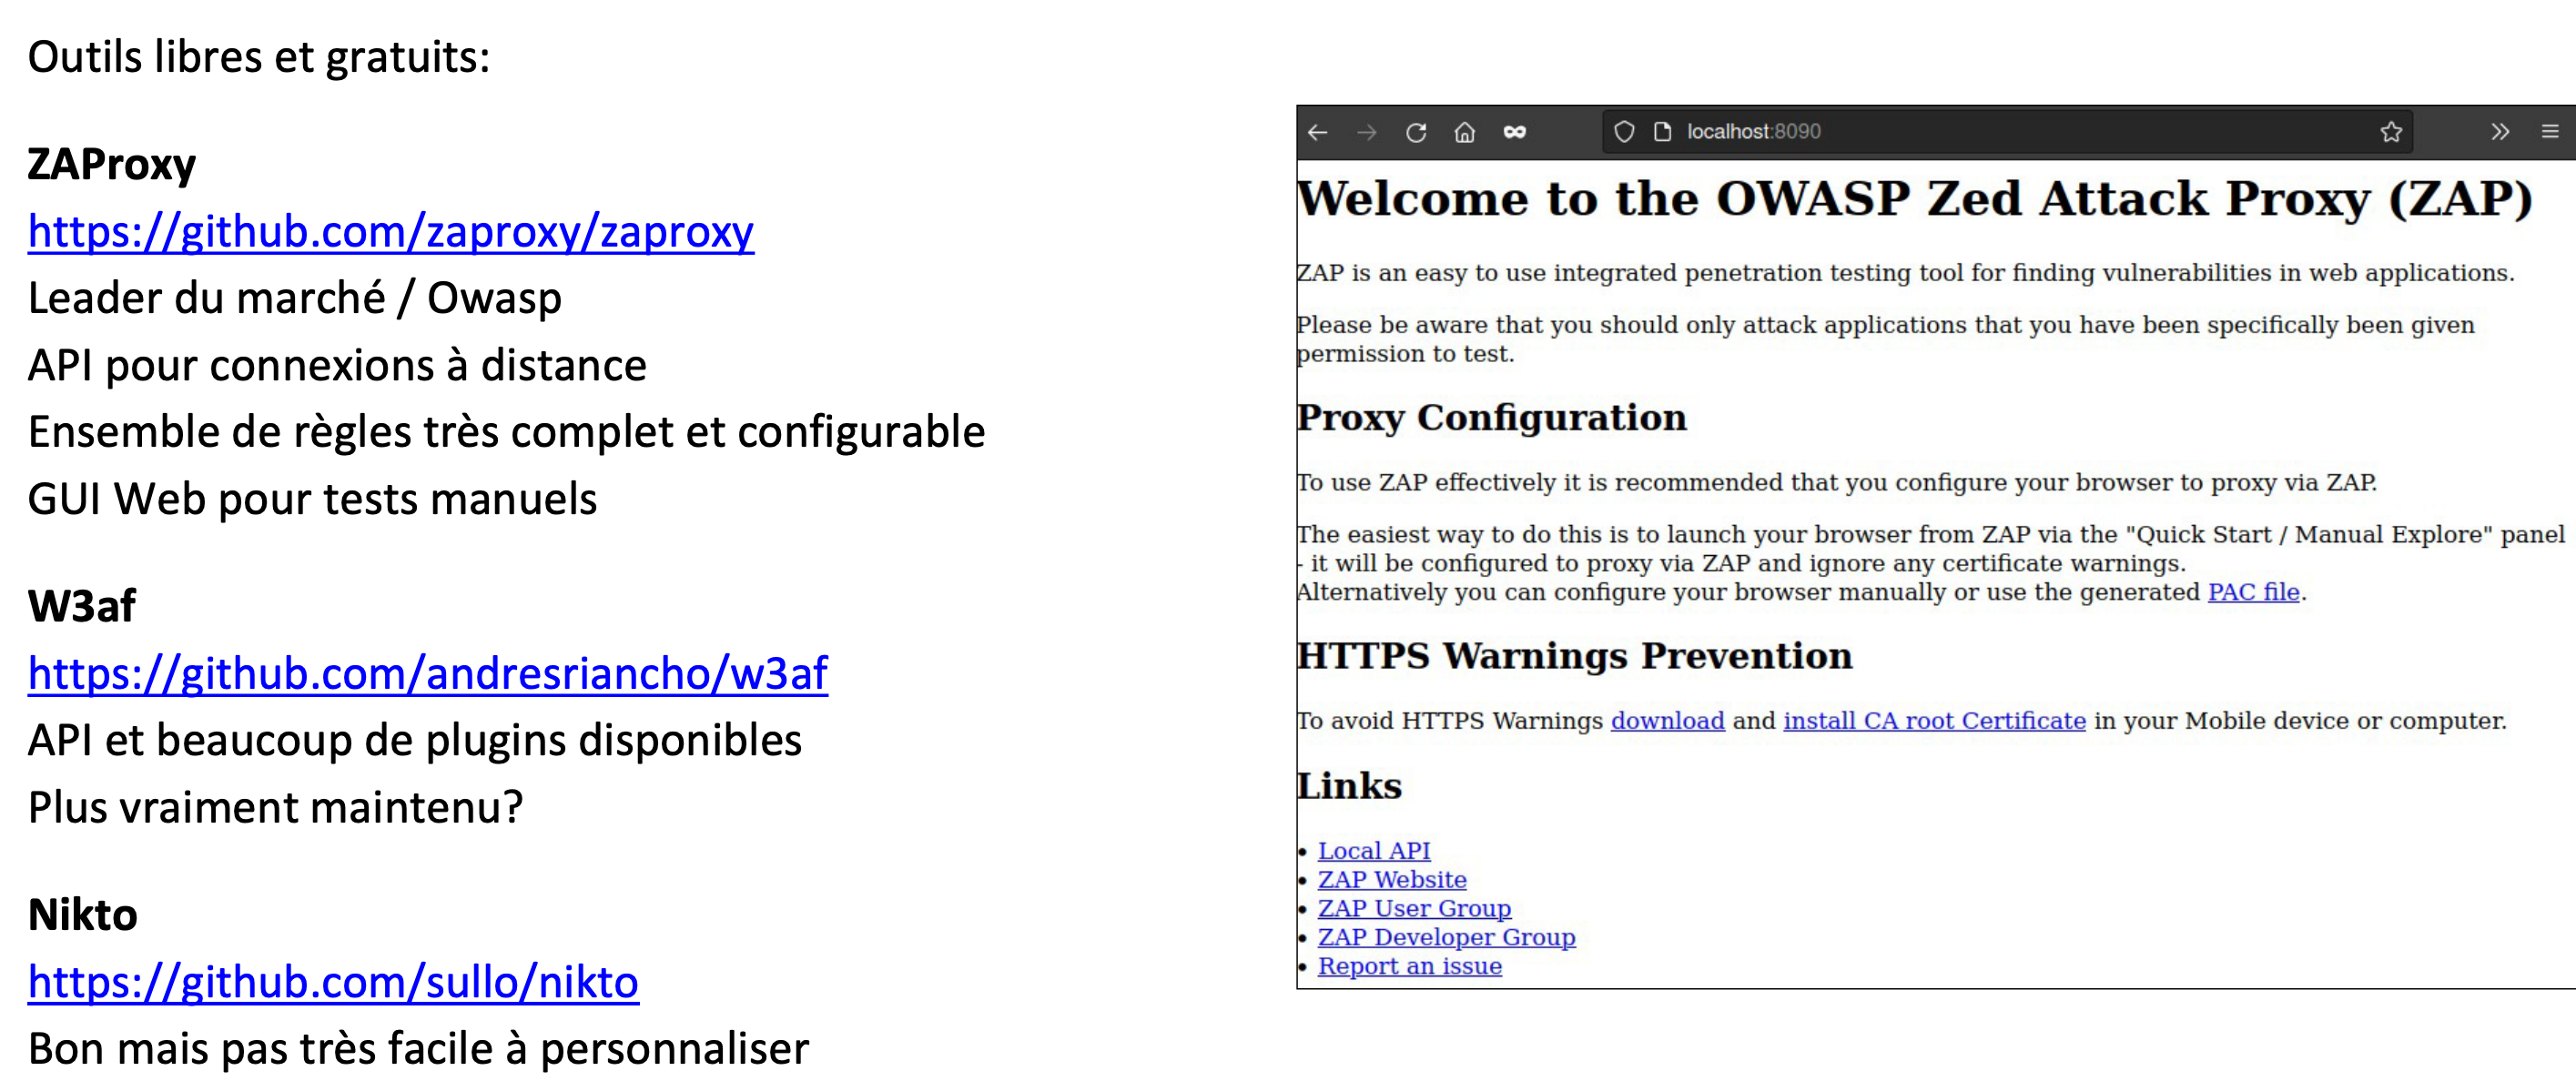 Outils libres et gratuits:
ZAProxy
https://github.com/zaproxy/zaproxy
Leader du marché / Owasp
API pour connexions à distance
Ensemble de règles très complet et configurable
GUI Web pour tests manuels
W3af
https://github.com/andresriancho/w3af
API et beaucoup de plugins disponibles
Plus vraiment maintenu?
Nikto
https://github.com/sullo/nikto
Bon mais pas très facile à personnaliser
localhost:8090
Welcome to the OWASP Zed Attack Proxy (ZAP)
ZAP is an easy to use integrated penetration testing tool for finding vulnerabilities in web applications.
Please be aware that you should only attack applications that you have been specifically been given
permission to test.
Proxy Configuration
To use ZAP effectively it is recommended that you configure your browser to proxy via ZAP.
The easiest way to do this is to launch your browser from ZAP via the "Quick Start / Manual Explore" panel
- it will be configured to proxy via ZAP and ignore any certificate warnings.
Alternatively you can configure your browser manually or use the generated PAC file.
HTTPS Warnings Prevention
To avoid HTTPS Warnings download and install CA root Certificate in your Mobile device or computer.
Links
• Local API
• ZAP Website
• ZAP User Group
• ZAP Developer Group
• Report an issue